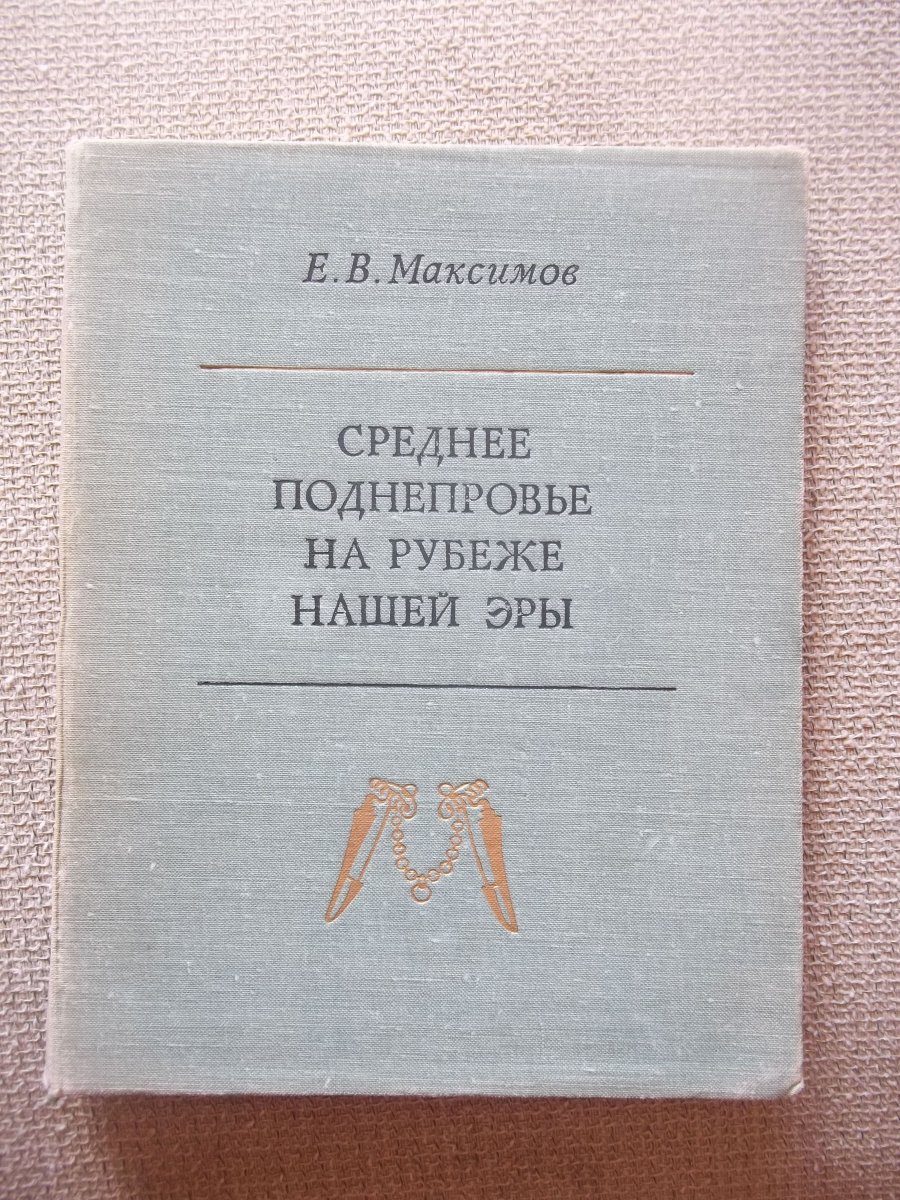 Е. В. Максимов
СРЕДНЕЕ
ПОДНЕПРОВЬЕ
НА РУБЕЖЕ
НАШЕЙ ЭРЫ